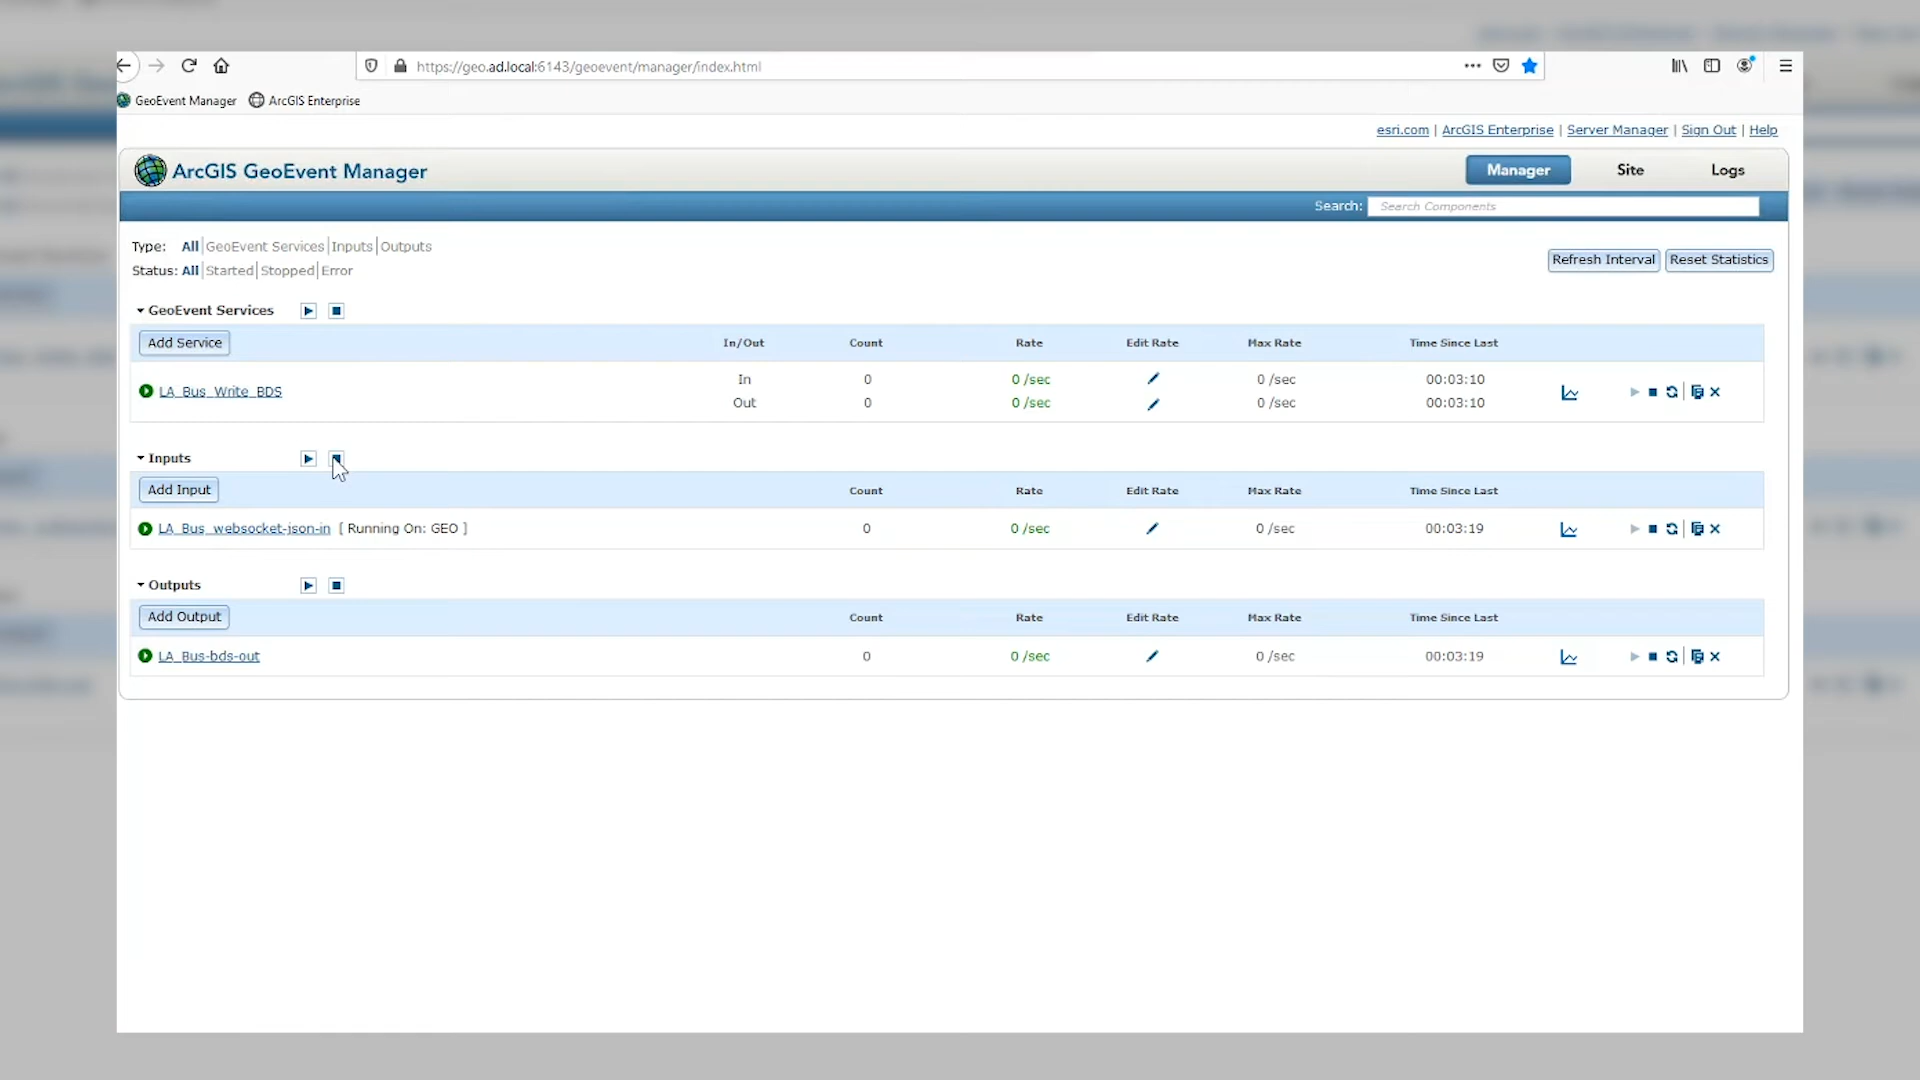 https://geo.ad.local:6143/geoevent/manager/index.html
GeoEvent Manager ArcGIS Enterprise
esri.com | ArcGIS Enterprise | Server Manager | Sign Out | Help
ArcGIS GeoEvent Manager Manager Site Logs
Search: Search Components
Type: All | GeoEvent Services | Inputs | Outputs
Status: All | Started | Stopped | Error
Refresh Interval Reset Statistics
GeoEvent Services
Add Service In/Out Count Rate Edit Rate Max Rate Time Since Last
LA_Bus_Write_BDS
In 0 0 /sec 0 /sec 00:03:10
Out 0 0 /sec 0 /sec 00:03:10
Inputs
Add Input Count Rate Edit Rate Max Rate Time Since Last
LA_Bus_websocket-json-in [ Running On: GEO ] 0 0 /sec 0 /sec 00:03:19
Outputs
Add Output Count Rate Edit Rate Max Rate Time Since Last
LA_Bus-bds-out 0 0 /sec 0 /sec 00:03:19